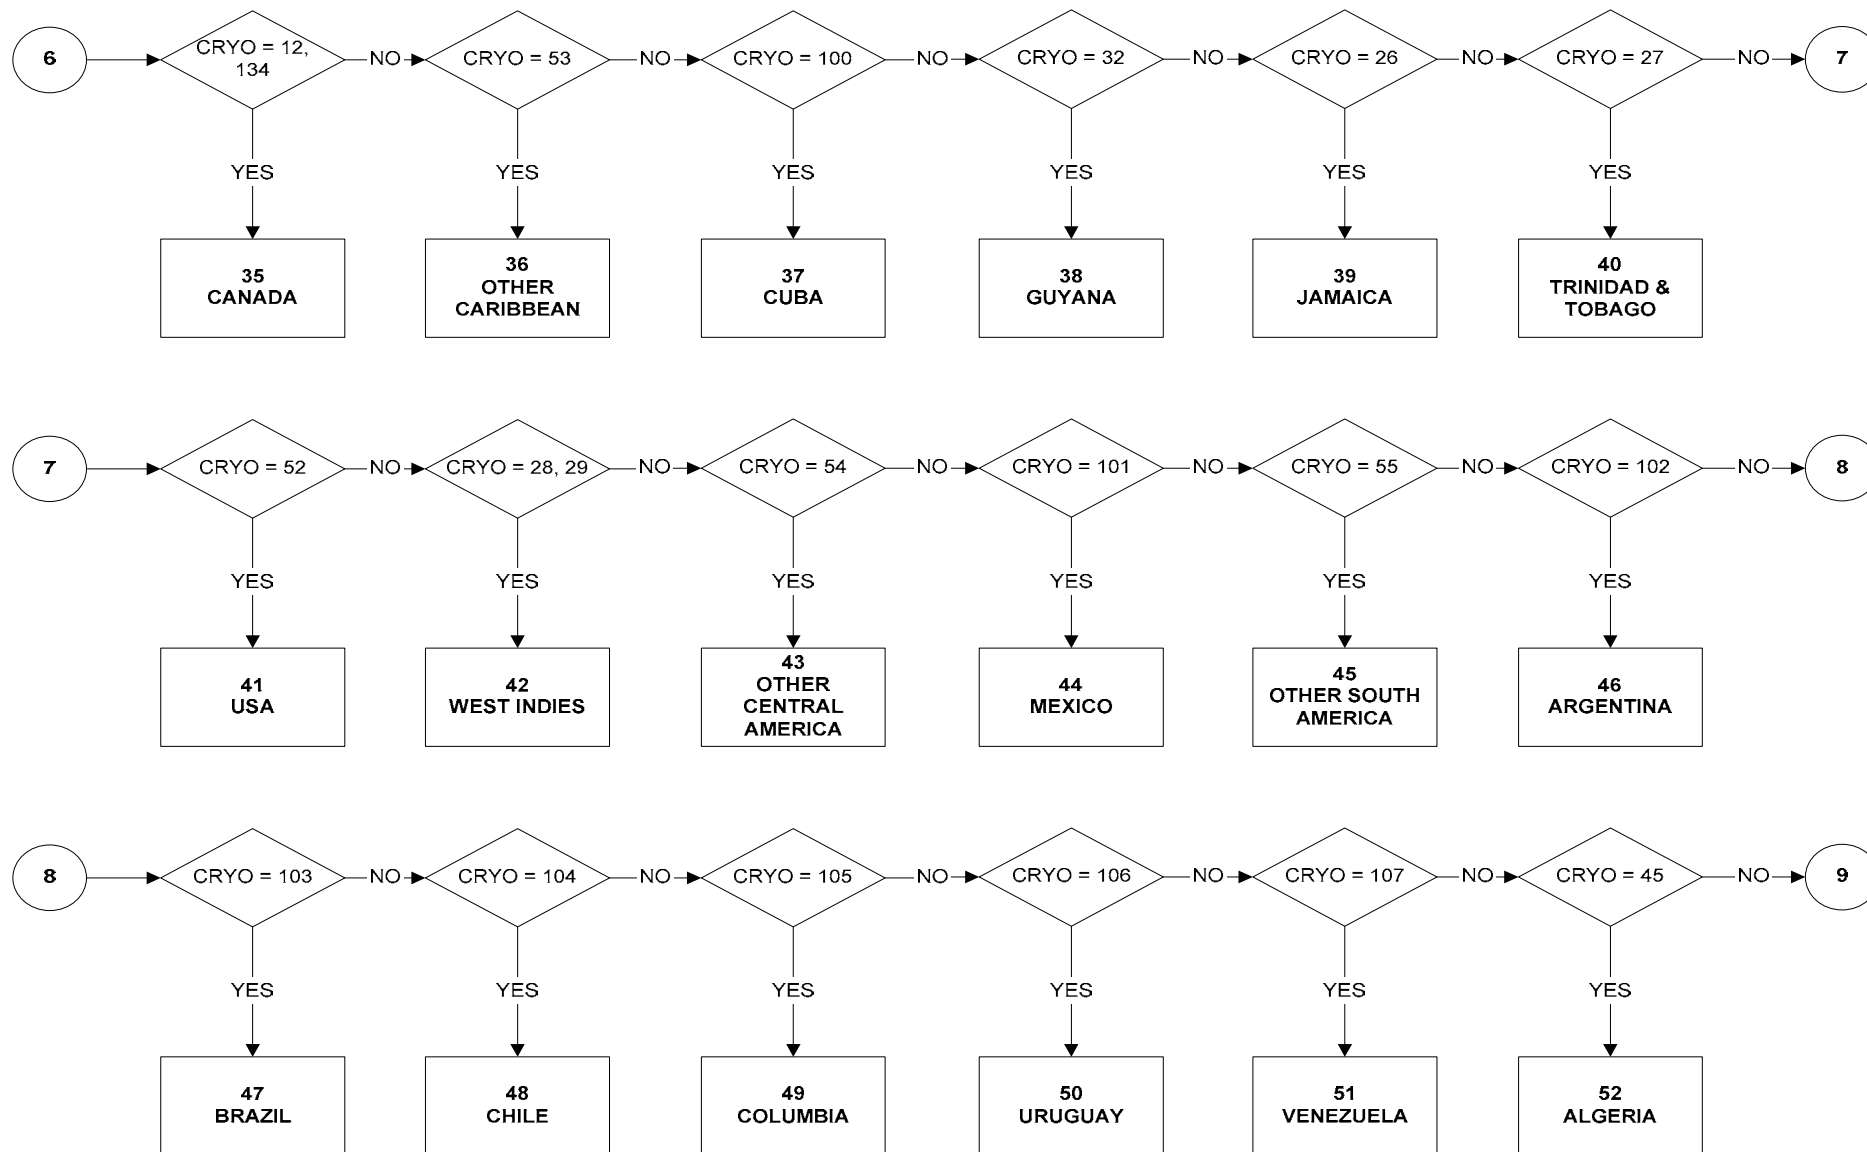 6
CRYO = 12,
134
NO
CRYO = 53
NO
CRYO = 100
NO
CRYO = 32
NO
CRYO = 26
NO
CRYO = 27
NO
7
YES
YES
YES
YES
YES
YES
35
CANADA
36
OTHER
CARIBBEAN
37
CUBA
38
GUYANA
39
JAMAICA
40
TRINIDAD &
TOBAGO
7
CRYO = 52
NO
CRYO = 28, 29
NO
CRYO = 54
NO
CRYO = 101
NO
CRYO = 55
NO
CRYO = 102
NO
8
YES
YES
YES
YES
YES
YES
41
USA
42
WEST INDIES
43
OTHER
CENTRAL
AMERICA
44
MEXICO
45
OTHER SOUTH
AMERICA
46
ARGENTINA
8
CRYO = 103
NO
CRYO = 104
NO
CRYO = 105
NO
CRYO = 106
NO
CRYO = 107
NO
CRYO = 45
NO
9
YES
YES
YES
YES
YES
YES
47
BRAZIL
48
CHILE
49
COLUMBIA
50
URUGUAY
51
VENEZUELA
52
ALGERIA